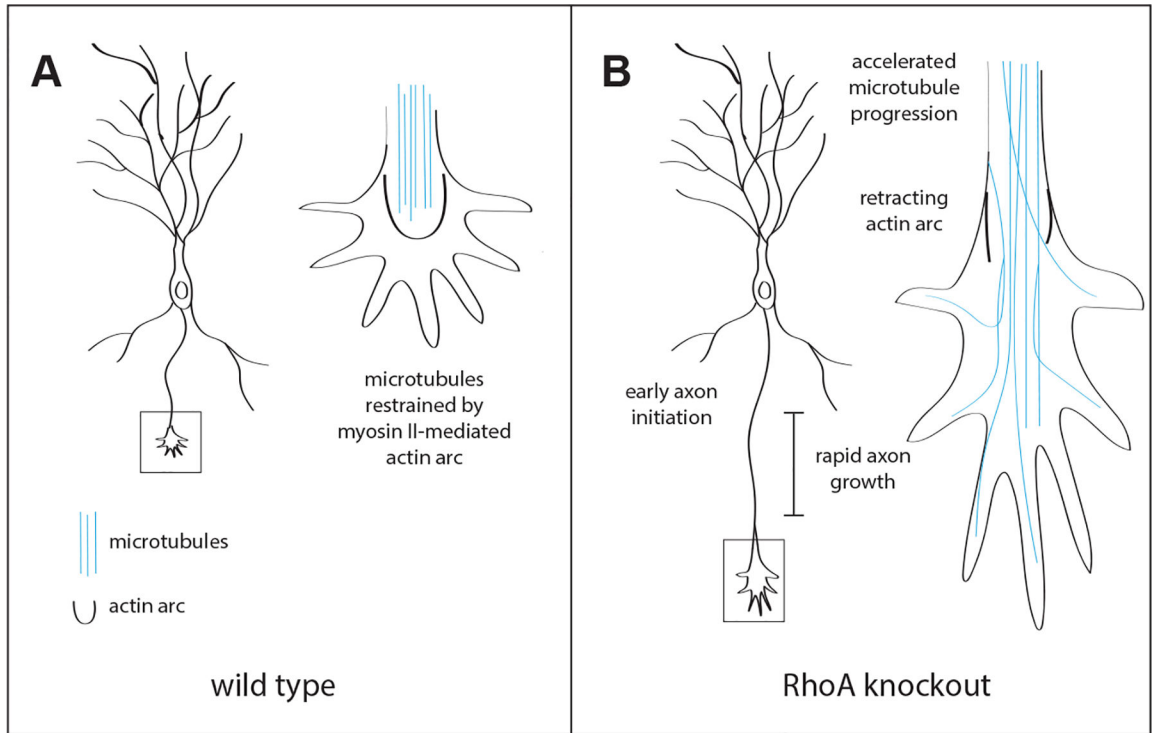 A
microtubules
restrained by
myosin II-mediated
actin arc
microtubules
actin arc
wild type
B
accelerated
microtubule
progression
retracting
actin arc
early axon
initiation
rapid axon
growth
RhoA knockout